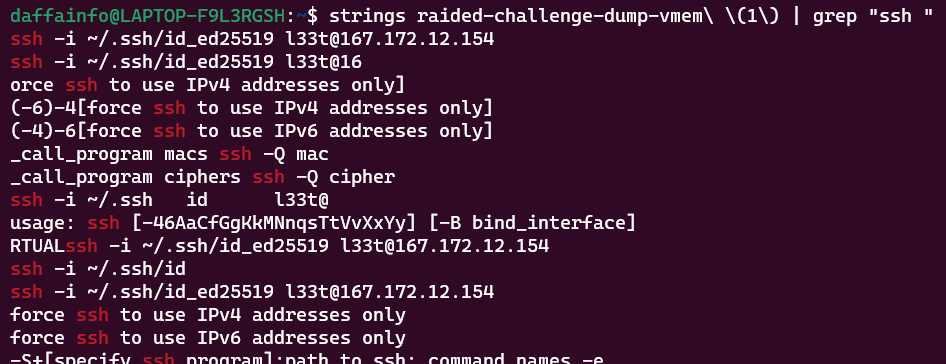 daffainfo@LAPTOP-F9L3RGSH:~$ strings raided-challenge-dump-vmem\ \(1\) | grep "ssh "
ssh -i ~/.ssh/id_ed25519 l33t@167.172.12.154
ssh -i ~/.ssh/id_ed25519 l33t@16
orce ssh to use IPv4 addresses only]
(-6)-4[force ssh to use IPv4 addresses only]
(-4)-6[force ssh to use IPv6 addresses only]
_call_program macs ssh -Q mac
_call_program ciphers ssh -Q cipher
ssh -i ~/.ssh   id      l33t@
usage: ssh [-46AaCfGgKkMNnqsTtVvXxYy] [-B bind_interface]
RTUALssh -i ~/.ssh/id_ed25519 l33t@167.172.12.154
ssh -i ~/.ssh/id
ssh -i ~/.ssh/id_ed25519 l33t@167.172.12.154
force ssh to use IPv4 addresses only
force ssh to use IPv6 addresses only
-S+[specify ssh program]:path to ssh: command names -e